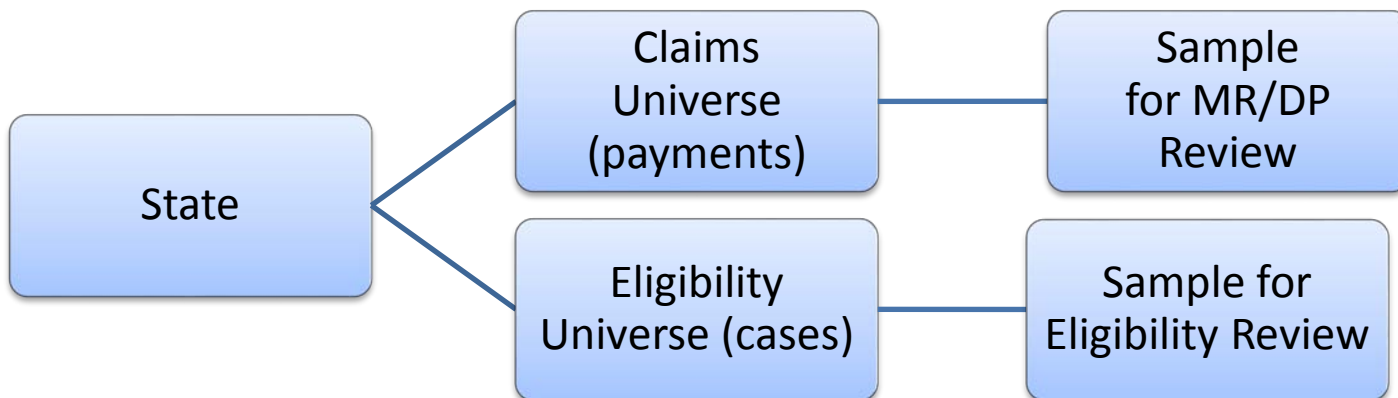 State
Claims
Universe
(payments)
Sample
for MR/DP
Review
Eligibility
Universe (cases)
Sample for
Eligibility Review